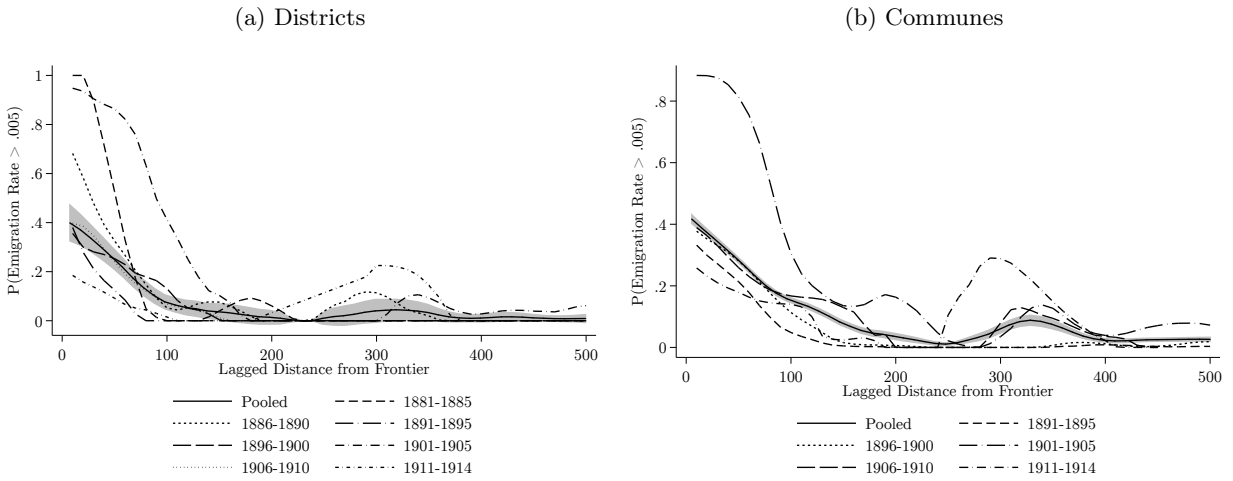 (a) Districts
P(Emigration Rate > .005)
1
.8
.6
.4
.2
0
0 100 200 300 400 500
Lagged Distance from Frontier
Pooled 1881-1885
1886-1890 1891-1895
1896-1900 1901-1905
1906-1910 1911-1914
(b) Communes
P(Emigration Rate > .005)
.8
.6
.4
.2
0
0 100 200 300 400 500
Lagged Distance from Frontier
Pooled 1891-1895
1896-1900 1901-1905
1906-1910 1911-1914